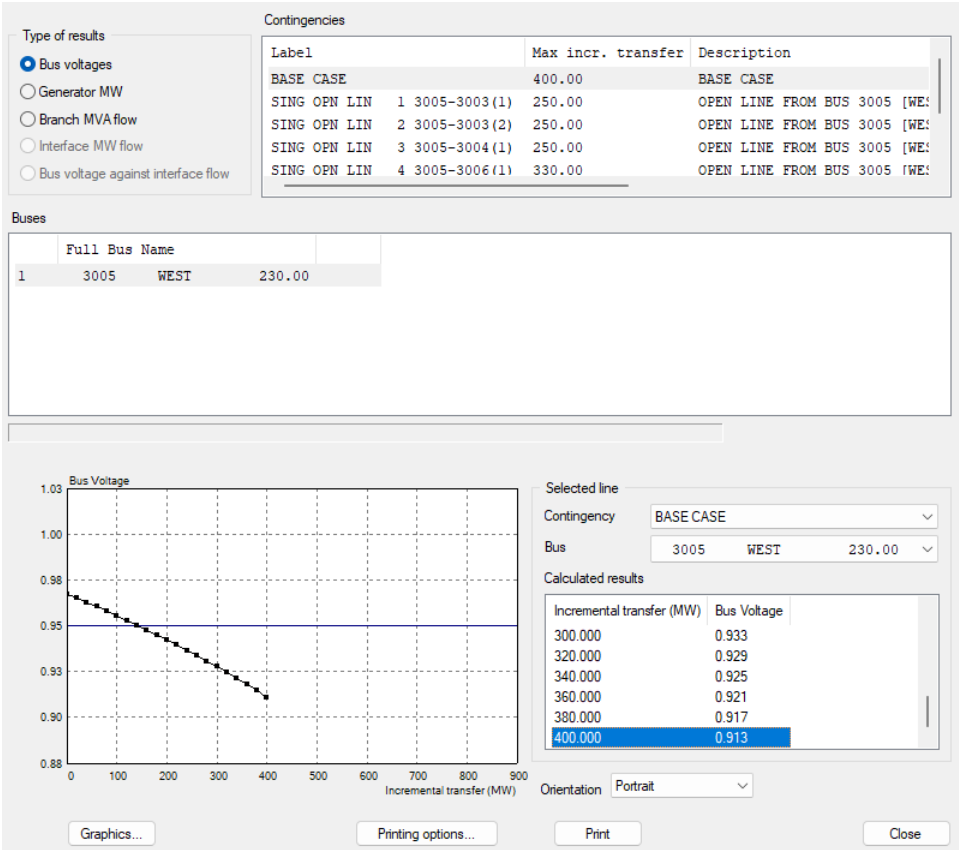 Type of results
Bus voltages
Generator MW
Branch MVA flow
Interface MW flow
Bus voltage against interface flow
Contingencies
Label Max incr. transfer Description
BASE CASE 400.00 BASE CASE
SING OPN LIN 1 3005-3003(1) 250.00 OPEN LINE FROM BUS 3005 [WES
SING OPN LIN 2 3005-3003(2) 250.00 OPEN LINE FROM BUS 3005 [WES
SING OPN LIN 3 3005-3004(1) 250.00 OPEN LINE FROM BUS 3005 [WES
SING OPN LIN 4 3005-3006(1) 330.00 OPEN LINE FROM BUS 3005 [WES
Buses
Full Bus Name
1 3005 WEST 230.00
Bus Voltage
1.03
1.00
0.98
0.95
0.93
0.90
0.88
0 100 200 300 400 500 600 700 800 900
Incremental transfer (MW)
Selected line
Contingency BASE CASE
Bus 3005 WEST 230.00
Calculated results
Incremental transfer (MW) Bus Voltage
300.000 0.933
320.000 0.929
340.000 0.925
360.000 0.921
380.000 0.917
400.000 0.913
Orientation Portrait
Graphics... Printing options... Print Close